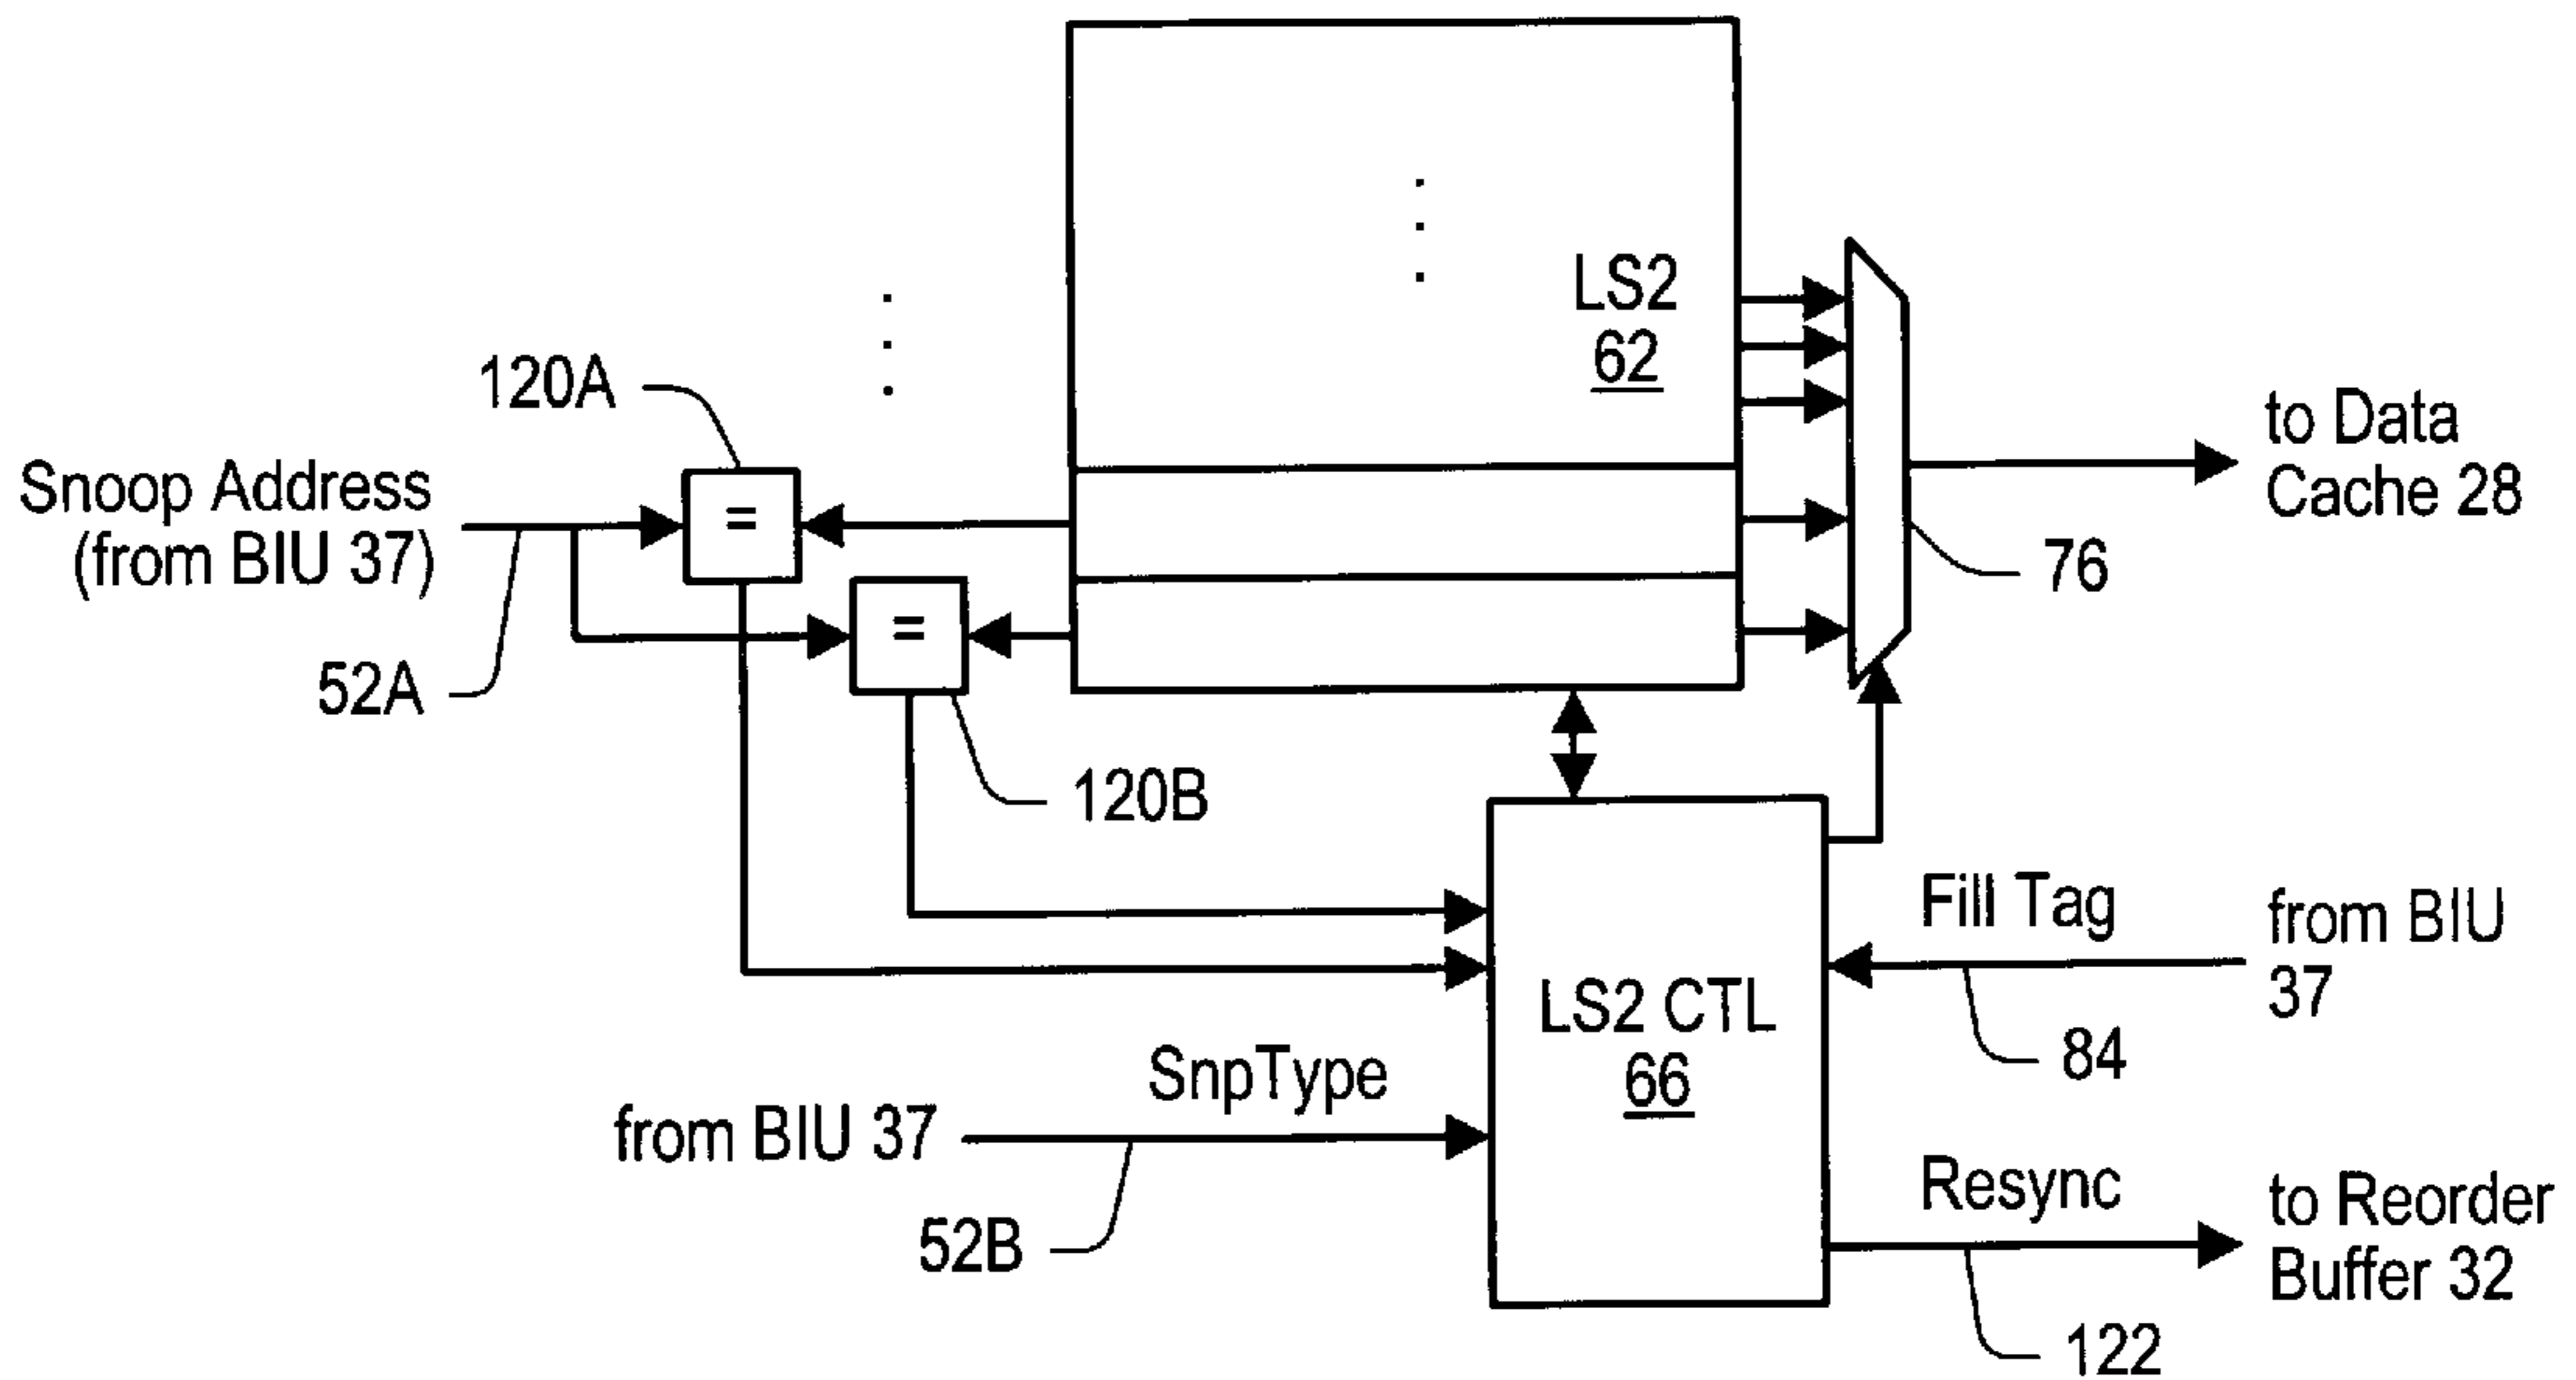 LS2
62
120A
Snoop Address
(from BIU 37)
=
=
to Data
Cache 28
76
52A
120B
Fill Tag
from BIU
37
LS2 CTL
66
84
SnpType
from BIU 37
52B
Resync
to Reorder
Buffer 32
122